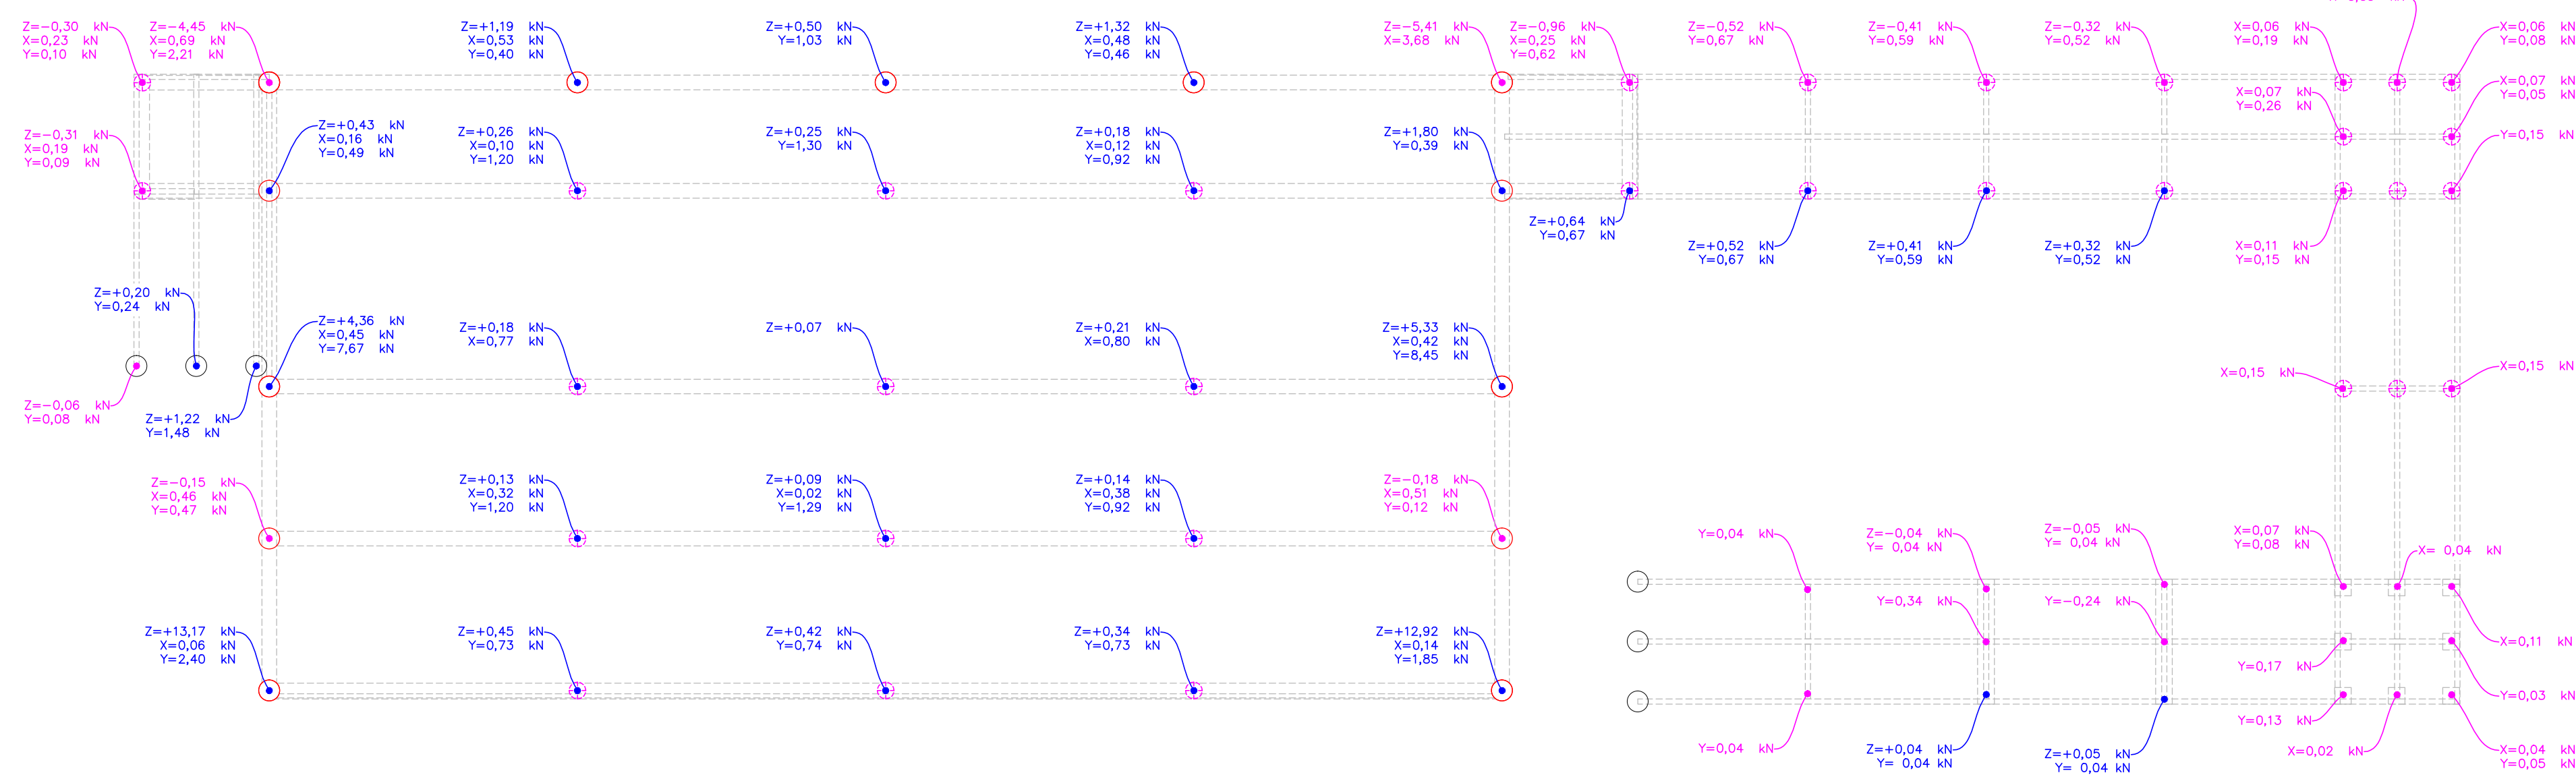 Z=−0,30 kN
X=0,23 kN
Y=0,10 kN
Z=−4,45 kN
X=0,69 kN
Y=2,21 kN
Z=+1,19 kN
X=0,53 kN
Y=0,40 kN
Z=+0,50 kN
Y=1,03 kN
Z=+1,32 kN
X=0,48 kN
Y=0,46 kN
Z=−5,41 kN
X=3,68 kN
Z=−0,96 kN
X=0,25 kN
Y=0,62 kN
Z=−0,52 kN
Y=0,67 kN
Z=−0,41 kN
Y=0,59 kN
Z=−0,32 kN
Y=0,52 kN
X=0,06 kN
Y=0,19 kN
X=0,06 kN
Y=0,08 kN
X=0,07 kN
Y=0,05 kN
X=0,07 kN
Y=0,26 kN
Z=−0,31 kN
X=0,19 kN
Y=0,09 kN
Z=+0,43 kN
X=0,16 kN
Y=0,49 kN
Z=+0,26 kN
X=0,10 kN
Y=1,20 kN
Z=+0,25 kN
Y=1,30 kN
Z=+0,18 kN
X=0,12 kN
Y=0,92 kN
Z=+1,80 kN
Y=0,39 kN
Y=0,15 kN
Z=+0,64 kN
Y=0,67 kN
Z=+0,52 kN
Y=0,67 kN
Z=+0,41 kN
Y=0,59 kN
Z=+0,32 kN
Y=0,52 kN
X=0,11 kN
Y=0,15 kN
Z=+0,20 kN
Y=0,24 kN
Z=+4,36 kN
X=0,45 kN
Y=7,67 kN
Z=+0,18 kN
X=0,77 kN
Z=+0,07 kN
Z=+0,21 kN
X=0,80 kN
Z=+5,33 kN
X=0,42 kN
Y=8,45 kN
X=0,15 kN
X=0,15 kN
Z=−0,06 kN
Y=0,08 kN
Z=+1,22 kN
Y=1,48 kN
Z=−0,15 kN
X=0,46 kN
Y=0,47 kN
Z=+0,13 kN
X=0,32 kN
Y=1,20 kN
Z=+0,09 kN
X=0,02 kN
Y=1,29 kN
Z=+0,14 kN
X=0,38 kN
Y=0,92 kN
Z=−0,18 kN
X=0,51 kN
Y=0,12 kN
Y=0,04 kN
Z=−0,04 kN
Y= 0,04 kN
Z=−0,05 kN
Y= 0,04 kN
X=0,07 kN
Y=0,08 kN
X= 0,04 kN
Y=0,34 kN
Y=−0,24 kN
Z=+13,17 kN
X=0,06 kN
Y=2,40 kN
Z=+0,45 kN
Y=0,73 kN
Z=+0,42 kN
Y=0,74 kN
Z=+0,34 kN
Y=0,73 kN
Z=+12,92 kN
X=0,14 kN
Y=1,85 kN
X=0,11 kN
Y=0,17 kN
Y=0,03 kN
Y=0,13 kN
Y=0,04 kN
Z=+0,04 kN
Y= 0,04 kN
Z=+0,05 kN
Y= 0,04 kN
X=0,02 kN
X=0,04 kN
Y=0,05 kN